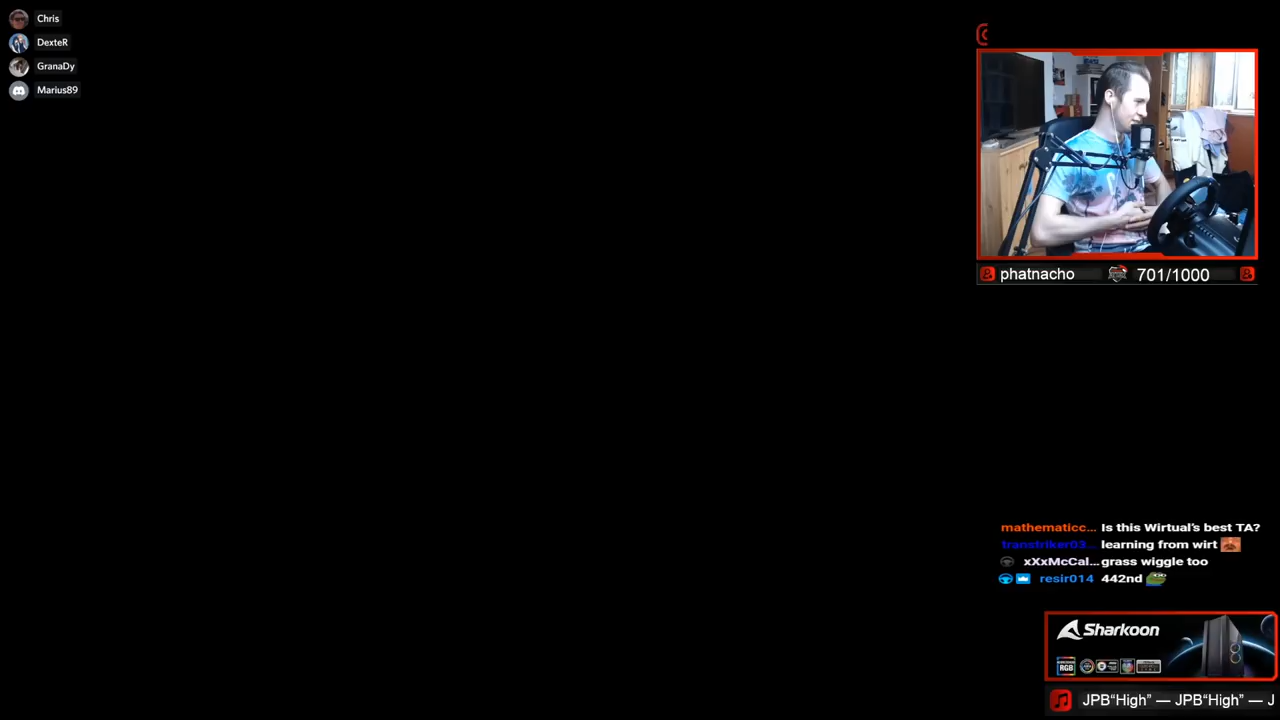 Chris
DexteR
GranaDy
Marius89
phatnacho
701/1000
mathematicc... Is this Wirtual's best TA?
transtriker03... learning from wirt
xXxMcCal... grass wiggle too
resir014 442nd
Sharkoon
RGB
JPB“High” — JPB“High” — J